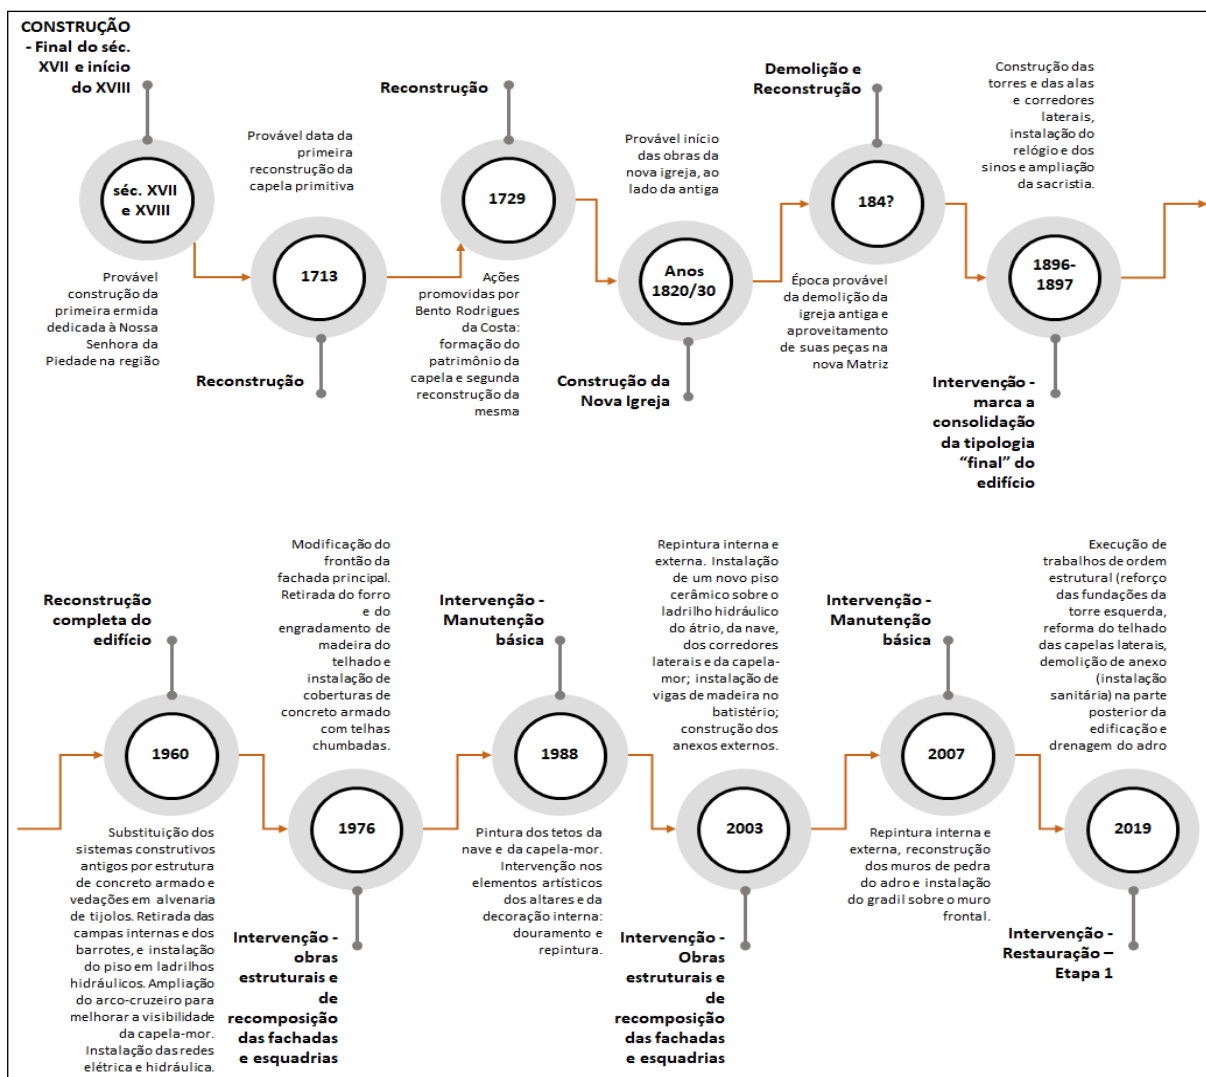 CONSTRUÇÃO
- Final do séc.
XVII e início
do XVIII
séc. XVII
e XVIII
Provável
construção da
primeira ermida
dedicada à Nossa
Senhora da
Piedade na região
Provável data da
primeira
reconstrução da
capela primitiva
1713
Reconstrução
Reconstrução
1729
Ações
promovidas por
Bento Rodrigues
da Costa:
formação do
patrimônio da
capela e segunda
reconstrução da
mesma
Provável início
das obras da
nova igreja, ao
lado da antiga
Anos
1820/30
Construção da
Nova Igreja
Demolição e
Reconstrução
184?
Época provável
da demolição da
igreja antiga e
aproveitamento
de suas peças na
nova Matriz
Construção das
torres e das alas
e corredores
laterais,
instalação do
relógio e dos
sinos e ampliação
da sacristia.
1896-
1897
Intervenção -
marca a
consolidação
da tipologia
“final” do
edifício
Reconstrução
completa do
edifício
1960
Substituição dos
sistemas construtivos
antigos por estrutura
de concreto armado e
vedações em alvenaria
de tijolos. Retirada das
campas internas e dos
barrotes, e instalação
do piso em ladrilhos
hidráulicos. Ampliação
do arco-cruzeiro para
melhorar a visibilidade
da capela-mor.
Instalação das redes
elétrica e hidráulica.
Modificação do
frontão da
fachada principal.
Retirada do forro
e do
engradamento de
madeira do
telhado e
instalação de
coberturas de
concreto armado
com telhas
chumbadas.
1976
Intervenção -
obras
estruturais e
de
recomposição
das fachadas
e esquadrias
Intervenção -
Manutenção
básica
1988
Pintura dos tetos da
nave e da capela-mor.
Intervenção nos
elementos artísticos
dos altares e da
decoração interna:
douramento e
repintura.
Repintura interna e
externa. Instalação
de um novo piso
cerâmico sobre o
ladrilho hidráulico
do átrio, da nave,
dos corredores
laterais e da capela-
mor; instalação de
vigas de madeira no
batistério;
construção dos
anexos externos.
2003
Intervenção -
Obras
estruturais e
de
recomposição
das fachadas
e esquadrias
Intervenção -
Manutenção
básica
2007
Repintura interna e
externa, reconstrução
dos muros de pedra
do adro e instalação
do gradil sobre o muro
frontal.
Execução de
trabalhos de ordem
estrutural (reforço
das fundações da
torre esquerda,
reforma do telhado
das capelas laterais,
demolição de anexo
(instalação
sanitária) na parte
posterior da
edificação e
drenagem do adro
2019
Intervenção -
Restauração –
Etapa 1